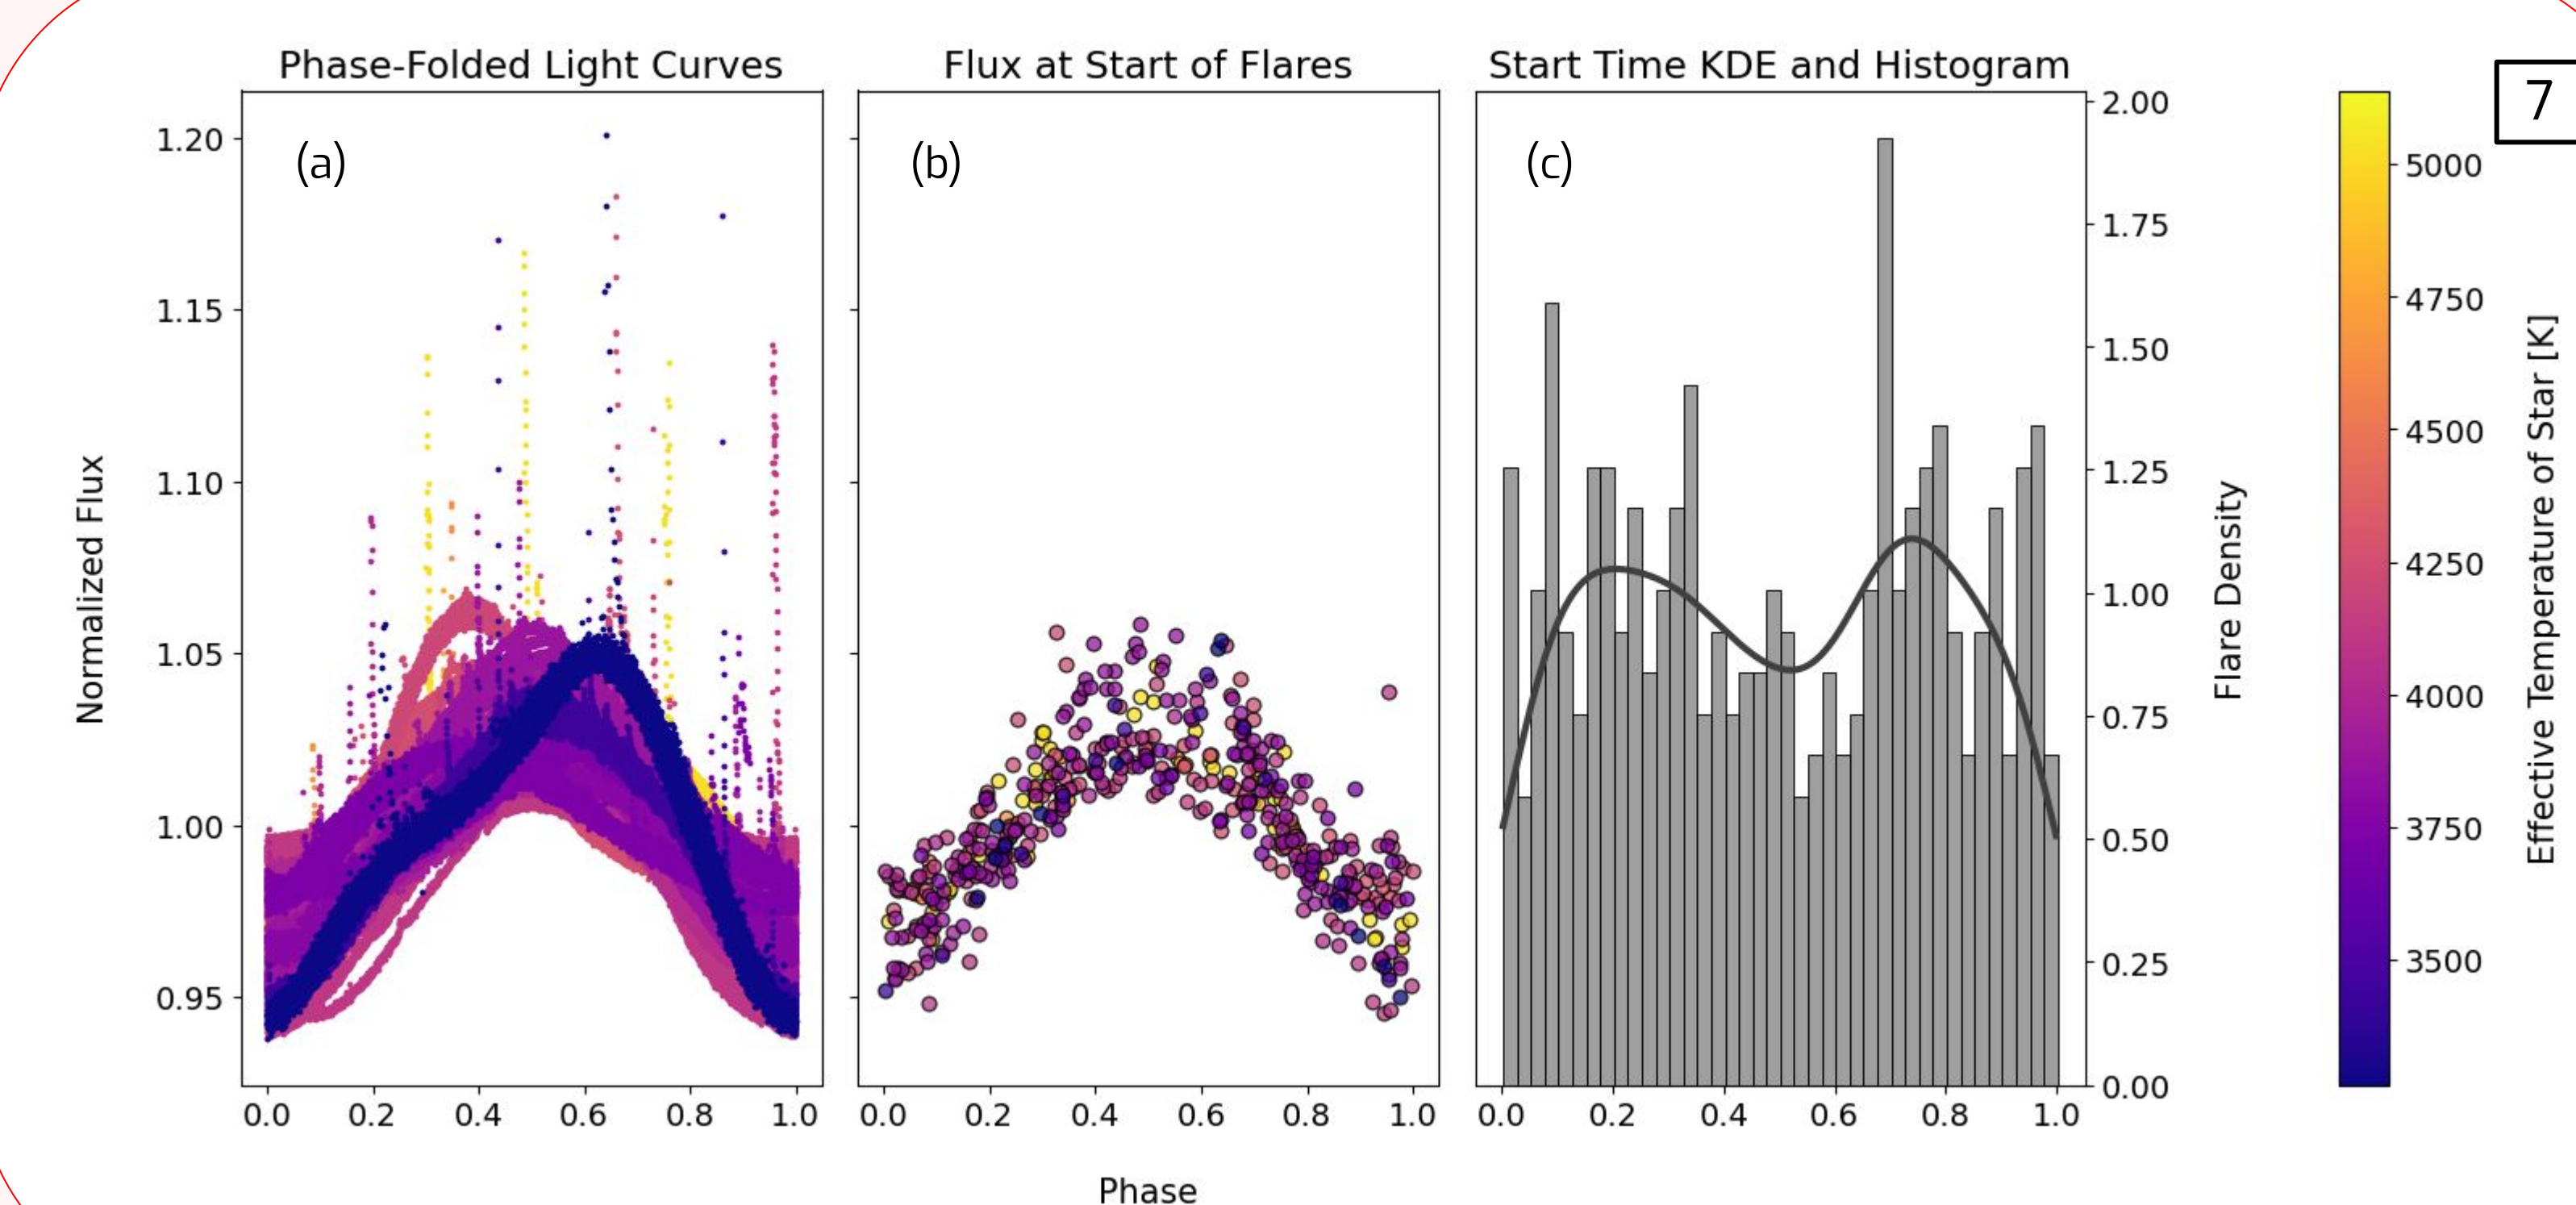 Phase-Folded Light Curves
Flux at Start of Flares
Start Time KDE and Histogram
7
(a)
(b)
(c)
Normalized Flux
1.20
1.15
1.10
1.05
1.00
0.95
0.0 0.2 0.4 0.6 0.8 1.0
0.0 0.2 0.4 0.6 0.8 1.0
0.0 0.2 0.4 0.6 0.8 1.0
Phase
2.00
1.75
1.50
1.25
1.00
0.75
0.50
0.25
0.00
Flare Density
5000
4750
4500
4250
4000
3750
3500
Effective Temperature of Star [K]